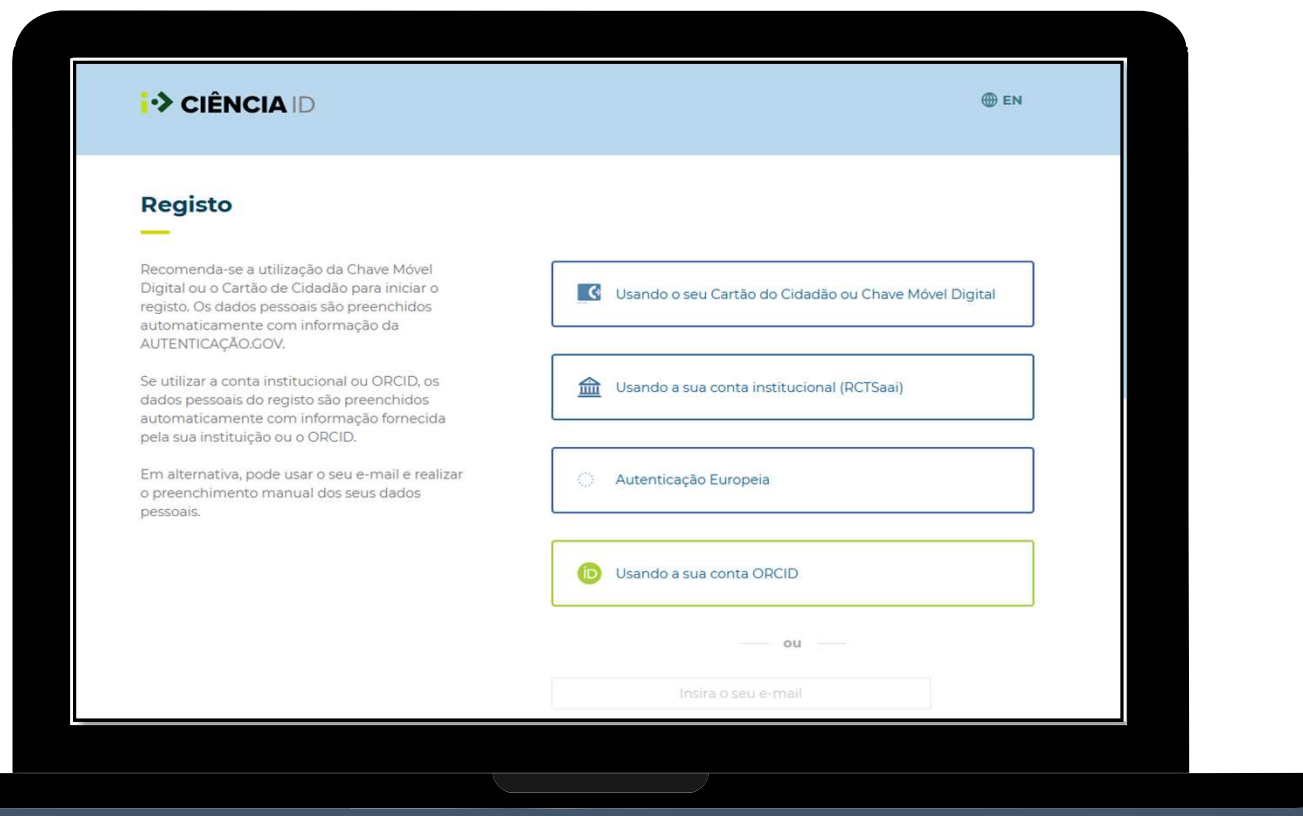 CIÊNCIA ID
EN
Registo
Recomenda-se a utilização da Chave Móvel
Digital ou o Cartão de Cidadão para iniciar o
registo. Os dados pessoais são preenchidos
automaticamente com informação da
AUTENTICAÇÃO.GOV.
Se utilizar a conta institucional ou ORCID, os
dados pessoais do registo são preenchidos
automaticamente com informação fornecida
pela sua instituição ou o ORCID.
Em alternativa, pode usar o seu e-mail e realizar
o preenchimento manual dos seus dados
pessoais.
Usando o seu Cartão do Cidadão ou Chave Móvel Digital
Usando a sua conta institucional (RCTSaai)
Autenticação Europeia
iD Usando a sua conta ORCID
ou
Insira o seu e-mail